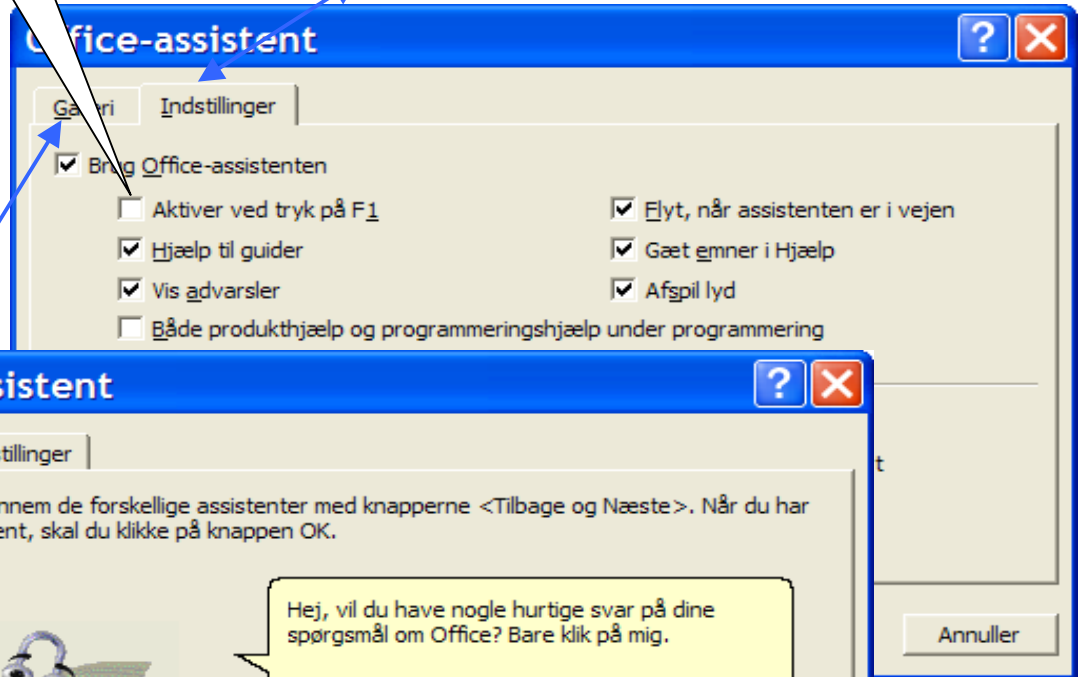 Office-assistent
Galleri Indstillinger
Brug Office-assistenten
Aktiver ved tryk på F1
Flyt, når assistenten er i vejen
Hjælp til guider
Gæt emner i Hjælp
Vis advarsler
Afspil lyd
Både produkthjælp og programmeringshjælp under programmering
sistent
tillinger
t
nnem de forskellige assistenter med knapperne <Tilbage og Næste>. Når du har
ent, skal du klikke på knappen OK.
Hej, vil du have nogle hurtige svar på dine
spørgsmål om Office? Bare klik på mig.
Annuller